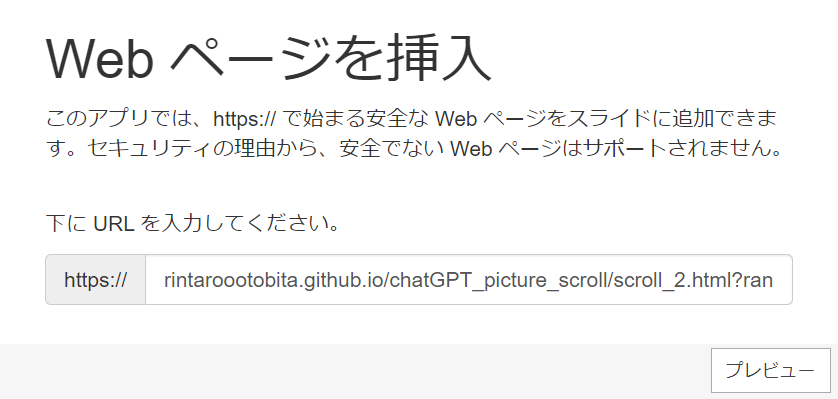 Web ページを挿入
このアプリでは、https:// で始まる安全な Web ページをスライドに追加できま
す。セキュリティの理由から、安全でない Web ページはサポートされません。
下に URL を入力してください。
https:// rintaroootobita.github.io/chatGPT_picture_scroll/scroll_2.html?ran
プレビュー